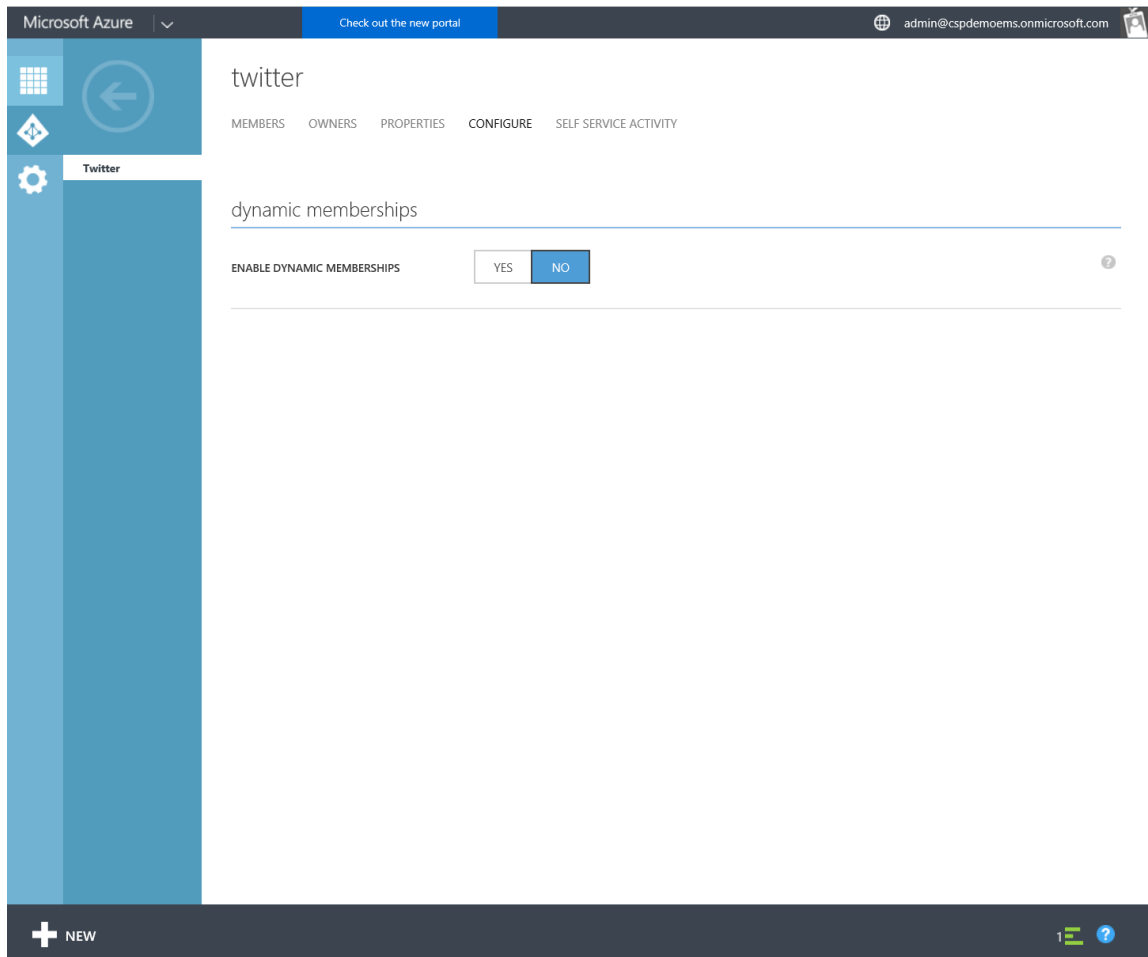 Microsoft Azure
Check out the new portal
admin@cspdemoems.onmicrosoft.com
twitter
MEMBERS OWNERS PROPERTIES CONFIGURE SELF SERVICE ACTIVITY
Twitter
dynamic memberships
ENABLE DYNAMIC MEMBERSHIPS YES NO
?
NEW
1
?